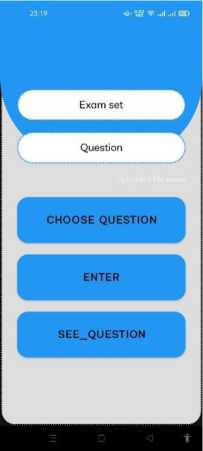 23:19
Exam set
Question
CHOOSE QUESTION
ENTER
SEE_QUESTION